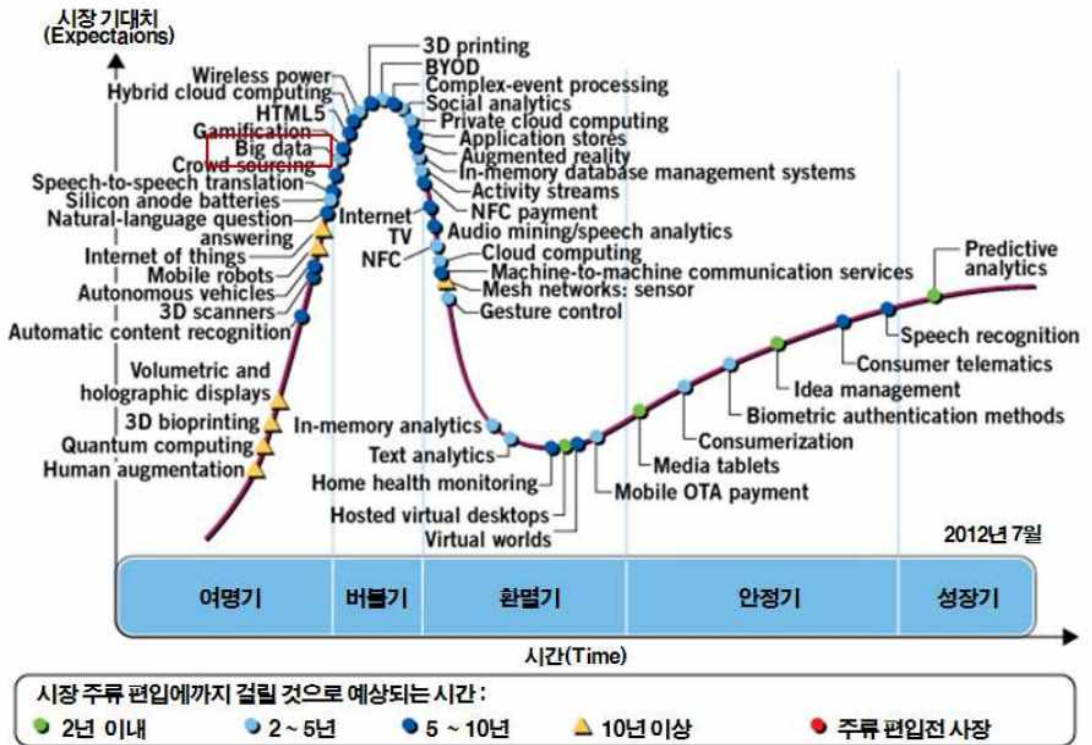 시장 기대치
(Expectaions)
3D printing
BYOD
Complex-event processing
Social analytics
Private cloud computing
Application stores
Augmented reality
In-memory database management systems
Activity streams
NFC payment
Audio mining/speech analytics
Cloud computing
Machine-to-machine communication services
Mesh networks: sensor
Gesture control
Wireless power
Hybrid cloud computing
HTML5
Gamification
Big data
Crowd sourcing
Speech-to-speech translation
Silicon anode batteries
Natural-language question
answering
Internet of things
Mobile robots
Autonomous vehicles
3D scanners
Automatic content recognition
Volumetric and
holographic displays
3D bioprinting
Quantum computing
Human augmentation
Internet
TV
NFC
In-memory analytics
Text analytics
Home health monitoring
Hosted virtual desktops
Virtual worlds
Mobile OTA payment
Media tablets
Consumerization
Biometric authentication methods
Idea management
Consumer telematics
Speech recognition
Predictive
analytics
2012년 7월
여명기 버블기 환멸기 안정기 성장기
시간(Time)
시장 주류 편입에까지 걸릴 것으로 예상되는 시간 :
2년 이내 2 ~ 5년 5 ~ 10년 10년 이상 주류 편입전 사장